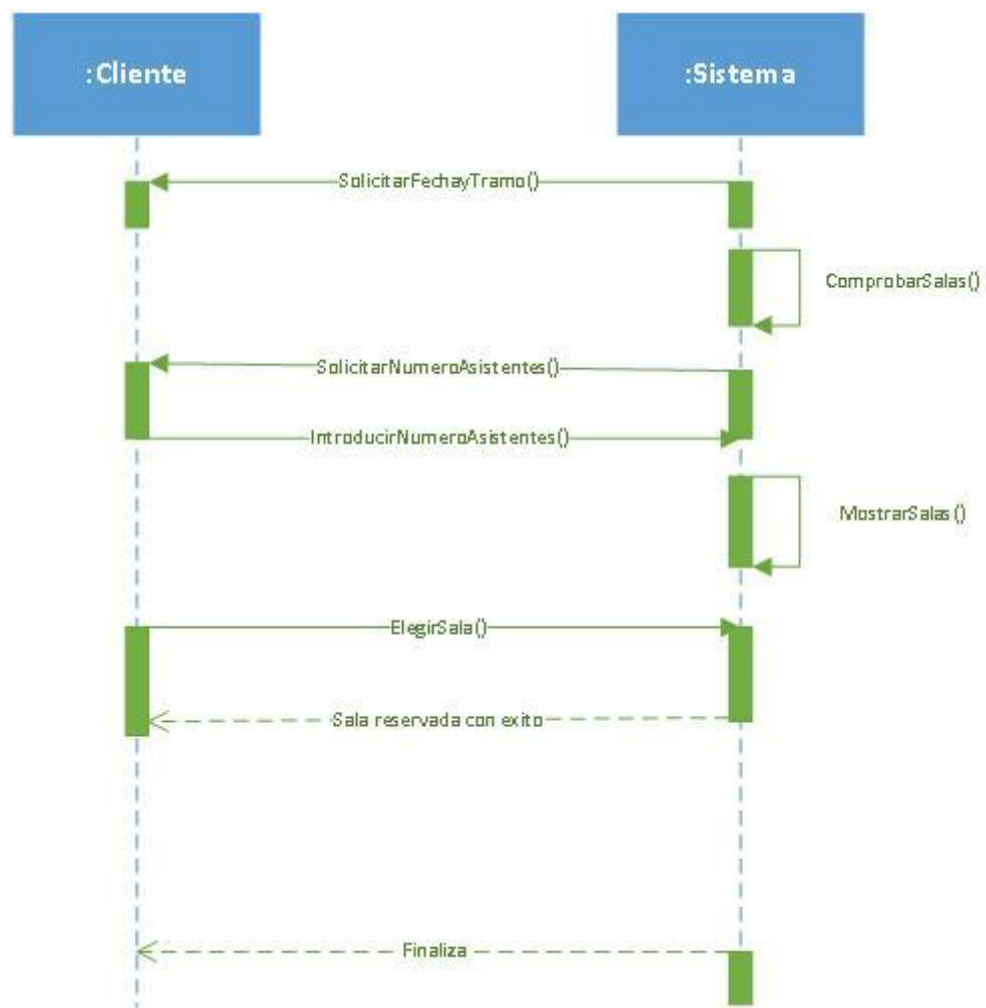 :Cliente
:Sistema
SolicitarFechayTramo()
ComprobarSalas()
SolicitarNumeroAsistentes()
IntroducirNumeroAsistentes()
MostrarSalas()
ElegirSala()
Sala reservada con exito
Finaliza